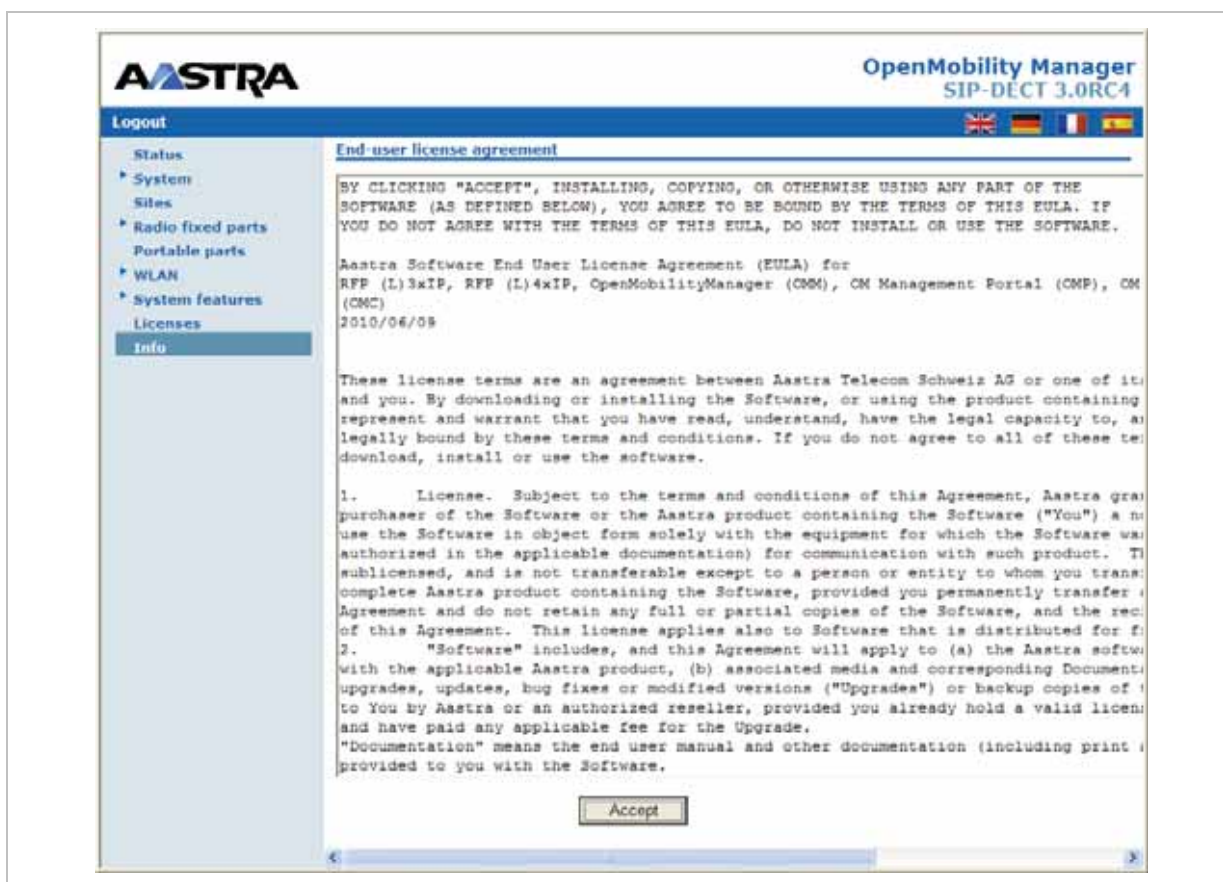 AASTRA
OpenMobility Manager
SIP-DECT 3.0RC4
Logout
Status
System
Sites
Radio fixed parts
Portable parts
WLAN
System features
Licenses
Info
End-user license agreement
BY CLICKING "ACCEPT", INSTALLING, COPYING, OR OTHERWISE USING ANY PART OF THE
SOFTWARE (AS DEFINED BELOW), YOU AGREE TO BE BOUND BY THE TERMS OF THIS EULA. IF
YOU DO NOT AGREE WITH THE TERMS OF THIS EULA, DO NOT INSTALL OR USE THE SOFTWARE.
Aastra Software End User License Agreement (EULA) for
RFP (L)3xIP, RFP (L)4xIP, OpenMobilityManager (OMM), OM Management Portal (OMP), OM
(OMC)
2010/06/09
These license terms are an agreement between Aastra Telecom Schweiz AG or one of
and you. By downloading or installing the Software, or using the product containing
represent and warrant that you have read, understand, have the legal capacity to,
legally bound by these terms and conditions. If you do not agree to all of these
download, install or use the software.
1. License. Subject to the terms and conditions of this Agreement, Aastra
purchaser of the Software or the Aastra product containing the Software ("You") a
use the Software in object form solely with the equipment for which the Software
authorized in the applicable documentation) for communication with such product.
sublicensed, and is not transferable except to a person or entity to whom you
complete Aastra product containing the Software, provided you permanently transfer
Agreement and do not retain any full or partial copies of the Software, and the
of this Agreement. This license applies also to Software that is distributed for
2. "Software" includes, and this Agreement will apply to (a) the Aastra
with the applicable Aastra product, (b) associated media and corresponding
upgrades, updates, bug fixes or modified versions ("Upgrades") or backup copies of
to You by Aastra or an authorized reseller, provided you already hold a valid
and have paid any applicable fee for the Upgrade.
"Documentation" means the end user manual and other documentation (including print
provided to you with the Software.
Accept